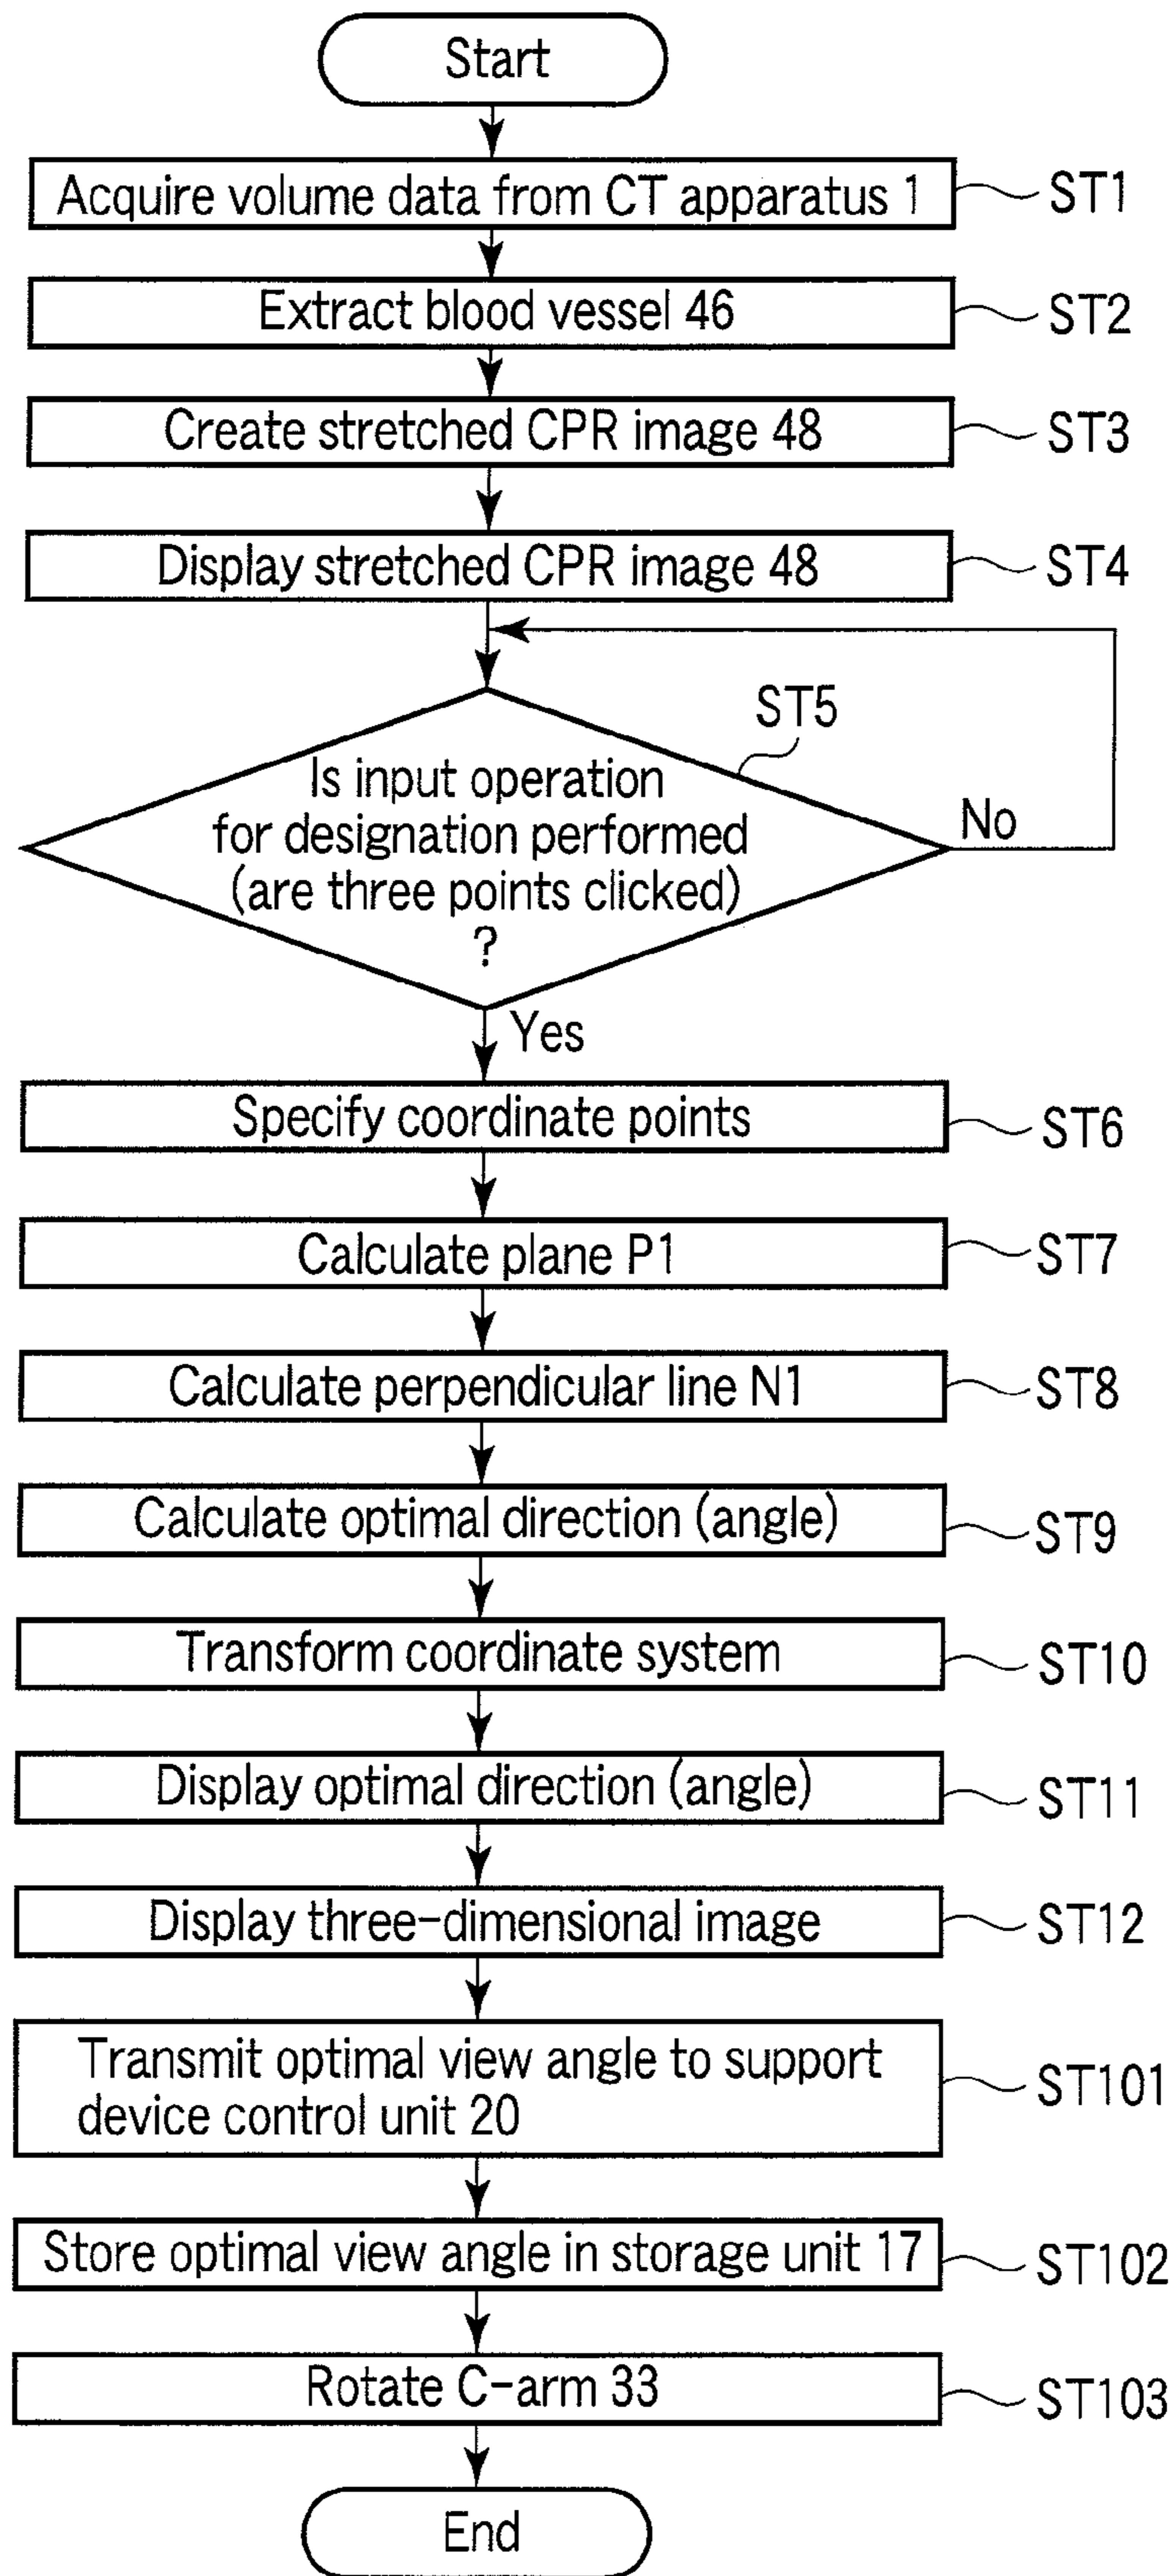 Start
Acquire volume data from CT apparatus 1
ST1
Extract blood vessel 46
ST2
Create stretched CPR image 48
ST3
Display stretched CPR image 48
ST4
ST5
Is input operation
for designation performed
(are three points clicked)
?
No
Yes
Specify coordinate points
ST6
Calculate plane P1
ST7
Calculate perpendicular line N1
ST8
Calculate optimal direction (angle)
ST9
Transform coordinate system
ST10
Display optimal direction (angle)
ST11
Display three-dimensional image
ST12
Transmit optimal view angle to support
device control unit 20
ST101
Store optimal view angle in storage unit 17
ST102
Rotate C-arm 33
ST103
End